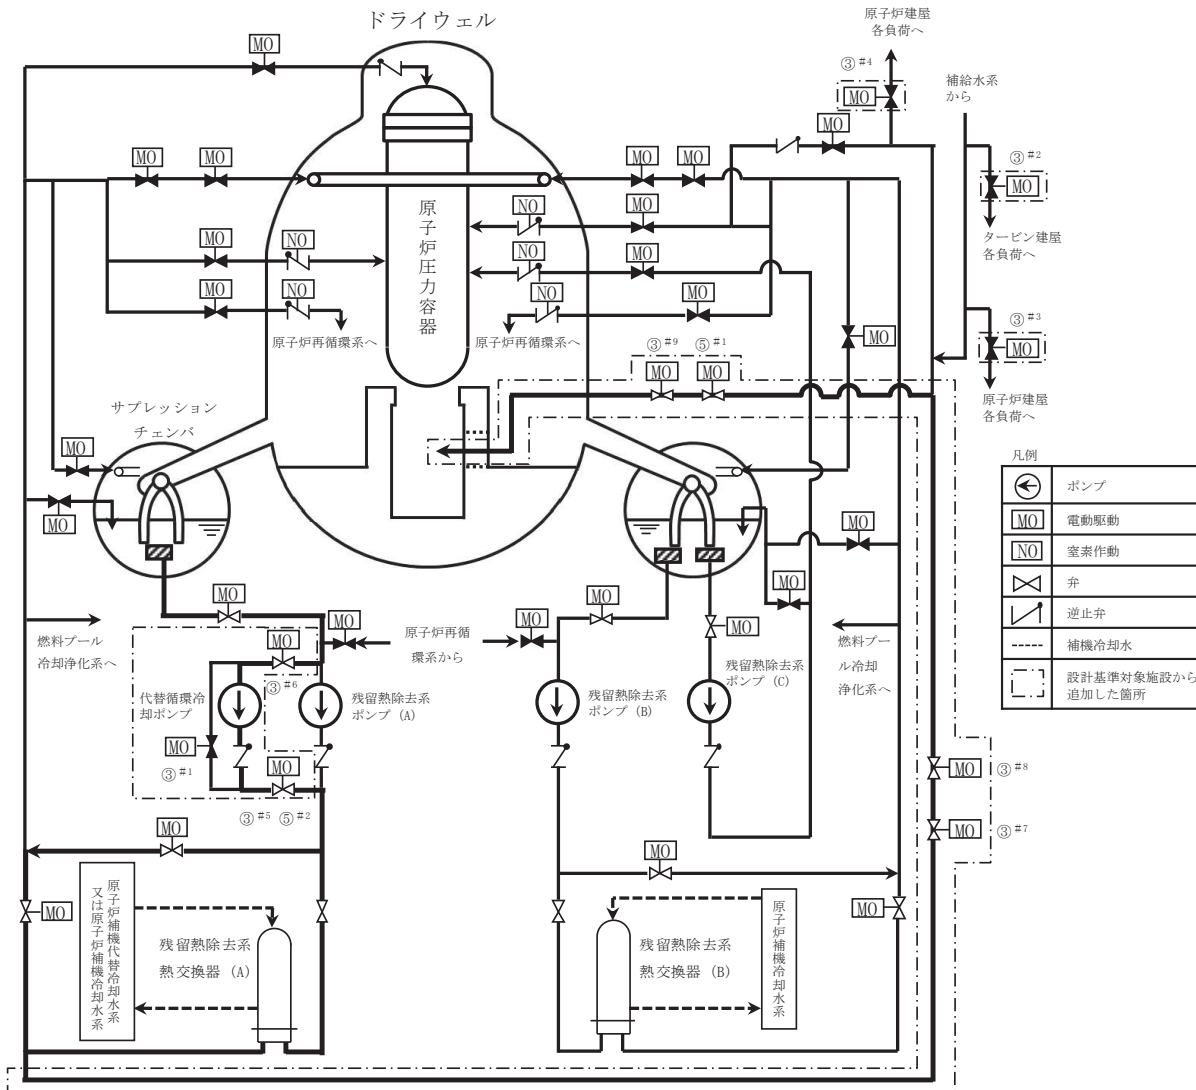 ドライウェル
原子炉建屋
各負荷へ
MO
③#4
MO
補給水系
から
MO
③#2
MO
タービン建屋
各負荷へ
MO
MO
MO
MO
原子炉圧力容器
NO
MO
MO
NO
NO
MO
MO
NO
NO
MO
③#3
MO
原子炉建屋
各負荷へ
MO
原子炉再循環系へ
原子炉再循環系へ
③#9
⑤#1
MO
MO
サプレッション
チェンバ
MO
MO
凡例
ポンプ
MO
電動駆動
NO
窒素作動
弁
逆止弁
補機冷却水
設計基準対象施設から
追加した箇所
MO
MO
MO
MO
MO
MO
MO
燃料プール
冷却浄化系へ
原子炉再循
環系から
MO
残留熱除去系
ポンプ(C)
燃料プー
ル冷却
浄化系へ
MO
③#6
代替循環冷
却ポンプ
残留熱除去系
ポンプ(A)
残留熱除去系
ポンプ(B)
MO
③#1
MO
③#5
⑤#2
MO
③#8
MO
③#7
MO
MO
MO
MO
原子炉補機代替冷却水系
又は原子炉補機冷却水系
残留熱除去系
熱交換器(A)
残留熱除去系
熱交換器(B)
原子炉補機冷却水系